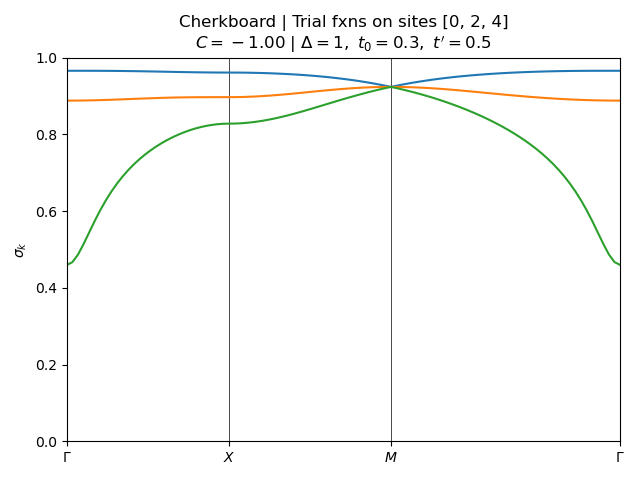 Cherkboard | Trial fxns on sites [0, 2, 4]
C = −1.00 | Δ = 1, t₀ = 0.3, t′ = 0.5
1.0
0.8
0.6
0.4
0.2
0.0
σₖ
Γ X M Γ